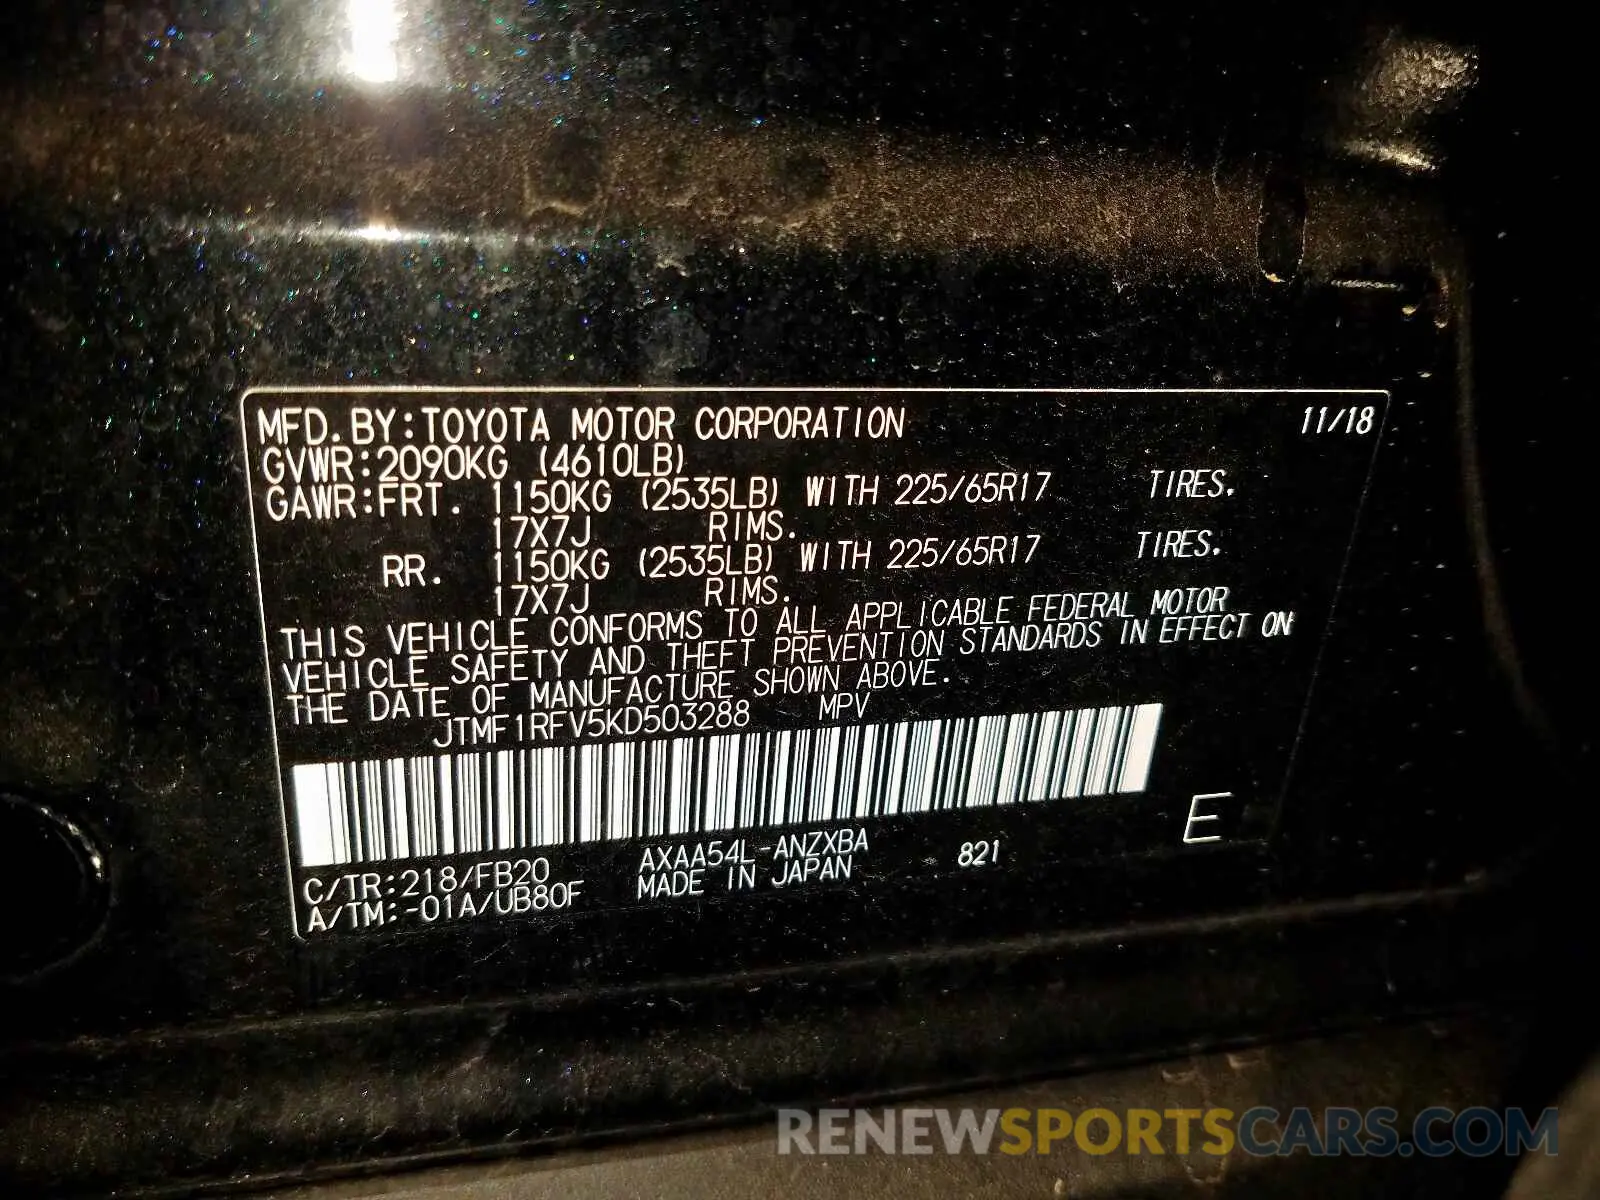 MFD. BY:TOYOTA MOTOR CORPORATION 11/18
GVWR:2090KG (4610LB)
GAWR:FRT. 1150KG (2535LB) WITH 225/65R17 TIRES.
17X7J RIMS.
RR. 1150KG (2535LB) WITH 225/65R17 TIRES.
17X7J RIMS.
THIS VEHICLE CONFORMS TO ALL APPLICABLE FEDERAL MOTOR
VEHICLE SAFETY AND THEFT PREVENTION STANDARDS IN EFFECT ON
THE DATE OF MANUFACTURE SHOWN ABOVE.
JTMF1RFV5KD503288 MPV
E
C/TR:218/FB20 AXAA54L-ANZXBA 821
A/TM:-01A/UB80F MADE IN JAPAN
RENEWSPORTSCARS.COM